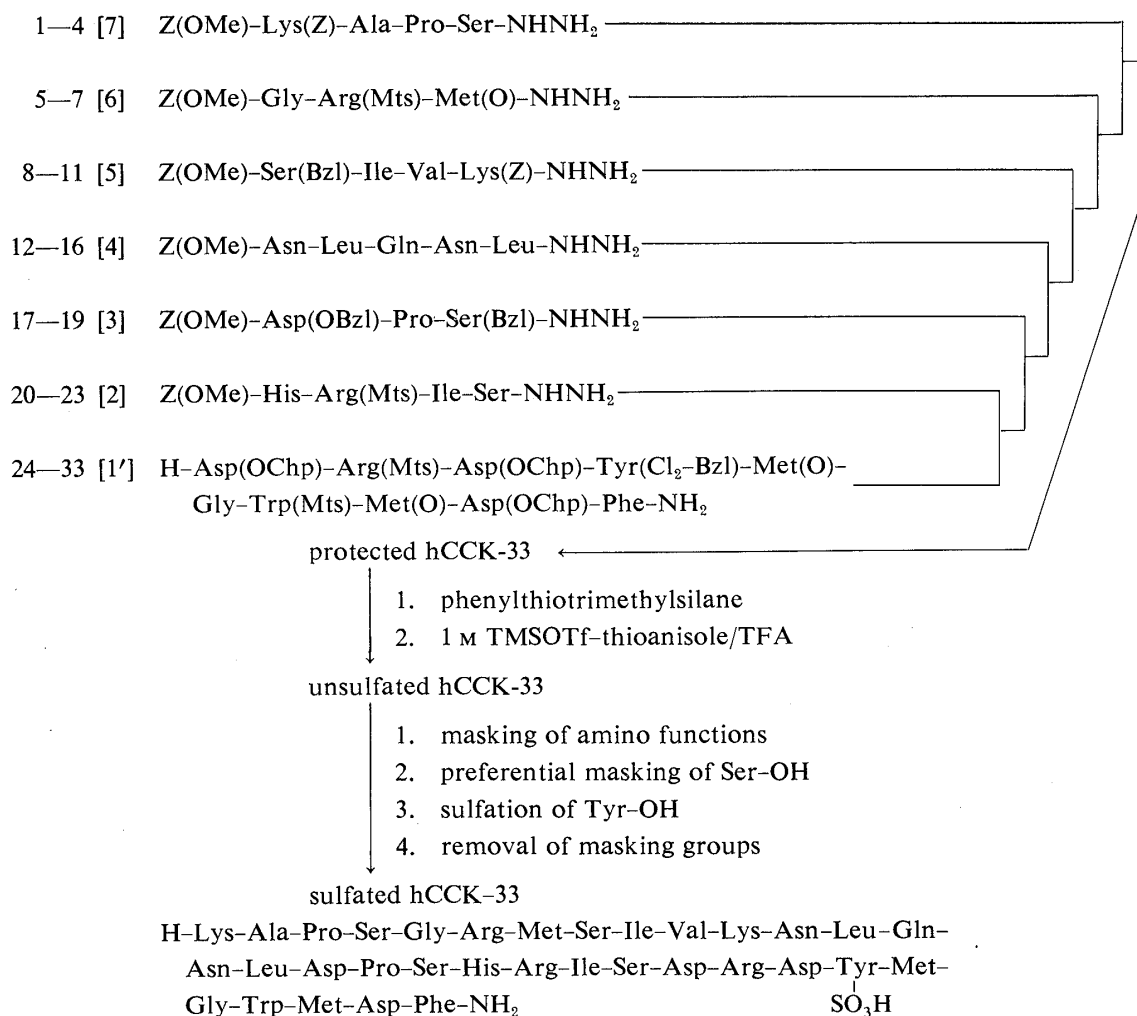 1—4 [7] Z(OMe)–Lys(Z)–Ala–Pro–Ser–NHNH₂
5—7 [6] Z(OMe)–Gly–Arg(Mts)–Met(O)–NHNH₂
8—11 [5] Z(OMe)–Ser(Bzl)–Ile–Val–Lys(Z)–NHNH₂
12—16 [4] Z(OMe)–Asn–Leu–Gln–Asn–Leu–NHNH₂
17—19 [3] Z(OMe)–Asp(OBzl)–Pro–Ser(Bzl)–NHNH₂
20—23 [2] Z(OMe)–His–Arg(Mts)–Ile–Ser–NHNH₂
24—33 [1′] H–Asp(OChp)–Arg(Mts)–Asp(OChp)–Tyr(Cl₂–Bzl)–Met(O)–
Gly–Trp(Mts)–Met(O)–Asp(OChp)–Phe–NH₂
protected hCCK-33
1. phenylthiotrimethylsilane
2. 1 M TMSOTf–thioanisole/TFA
unsulfated hCCK-33
1. masking of amino functions
2. preferential masking of Ser–OH
3. sulfation of Tyr–OH
4. removal of masking groups
sulfated hCCK–33
H–Lys–Ala–Pro–Ser–Gly–Arg–Met–Ser–Ile–Val–Lys–Asn–Leu–Gln–
Asn–Leu–Asp–Pro–Ser–His–Arg–Ile–Ser–Asp–Arg–Asp–Tyr–Met–
Gly–Trp–Met–Asp–Phe–NH₂ SO₃H